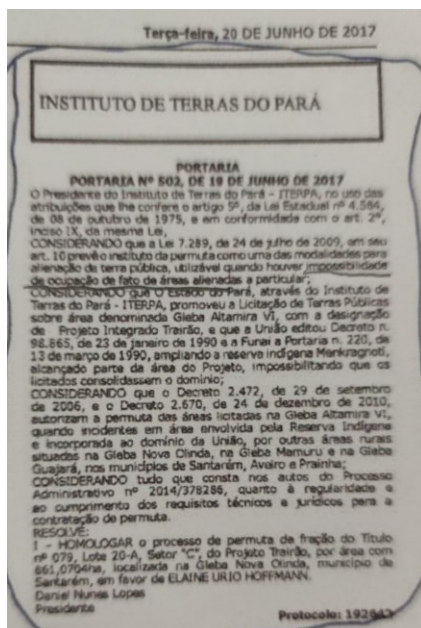 Terça-feira, 20 DE JUNHO DE 2017
INSTITUTO DE TERRAS DO PARÁ
PORTARIA
PORTARIA Nº 502, DE 19 DE JUNHO DE 2017
O Presidente do Instituto de Terras do Pará - ITERPA, no uso das
atribuições que lhe confere o artigo 5º, da Lei Estadual nº 4.584,
de 08 de outubro de 1975, e em conformidade com o art. 2º,
inciso IX, da mesma Lei,
CONSIDERANDO que a Lei 7.289, de 24 de julho de 2009, em seu
art. 10 prevê o instituto da permuta como uma das modalidades para
alienação de terra pública, utilizável quando houver impossibilidade
de ocupação de fato de áreas alienadas a particular;
CONSIDERANDO que o Estado do Pará, através do Instituto de
Terras do Pará - ITERPA, promoveu a Licitação de Terras Públicas
sobre área denominada Gleba Altamira VI, com a designação
de Projeto Integrado Trairão, e que a União editou Decreto n.
98.865, de 23 de janeiro de 1990 e a Funai a Portaria n. 220, de
13 de março de 1990, ampliando a reserva indígena Menkragnoti,
alcançado parte da área do Projeto, impossibilitando que os
licitados consolidassem o domínio;
CONSIDERANDO que o Decreto 2.472, de 29 de setembro
de 2006, e o Decreto 2.670, de 24 de dezembro de 2010,
autorizam a permuta das áreas licitadas na Gleba Altamira VI,
quando incidentes em área envolvida pela Reserva Indígena
e incorporada ao domínio da União, por outras áreas rurais
situadas na Gleba Nova Olinda, na Gleba Mamuru e na Gleba
Guajará, nos municípios de Santarém, Aveiro e Prainha;
CONSIDERANDO tudo que consta nos autos do Processo
Administrativo nº 2014/378286, quanto à regularidade e
ao cumprimento dos requisitos técnicos e jurídicos para a
contratação de permuta.
RESOLVE:
I - HOMOLOGAR o processo de permuta de fração do Título
nº 079, Lote 20-A, Setor "C", do Projeto Trairão, por área com
661,0704ha, localizada na Gleba Nova Olinda, município de
Santarém, em favor de ELAINE URIO HOFFMANN.
Daniel Nunes Lopes
Presidente
Protocolo: